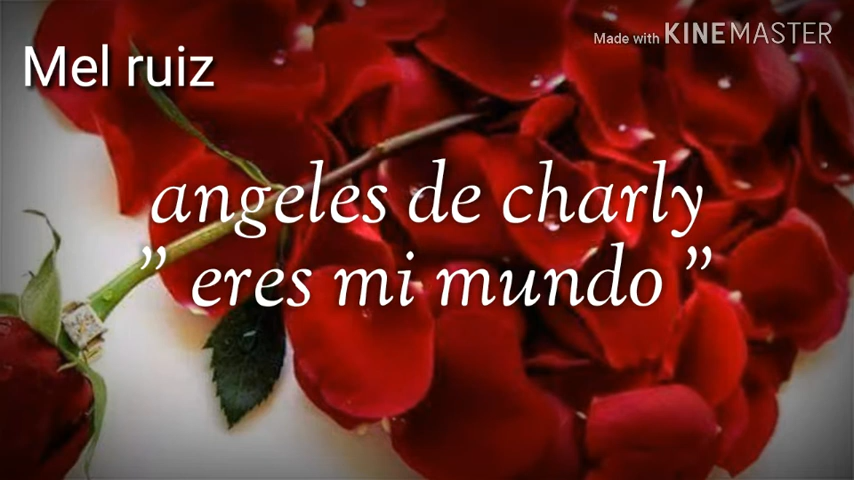 Mel ruiz
Made with KINEMASTER
angeles de charly
” eres mi mundo ”